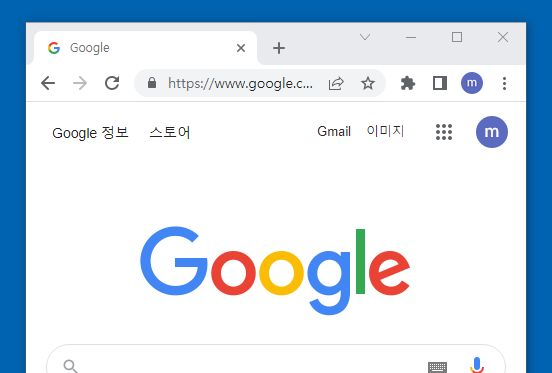 Google
https://www.google.c...
m
Google 정보 스토어 Gmail 이미지 m
Google